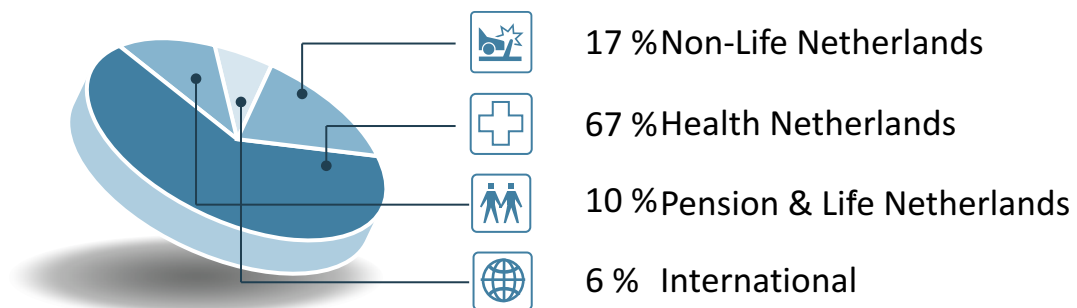 17 % Non-Life Netherlands
67 % Health Netherlands
10 % Pension & Life Netherlands
6 % International